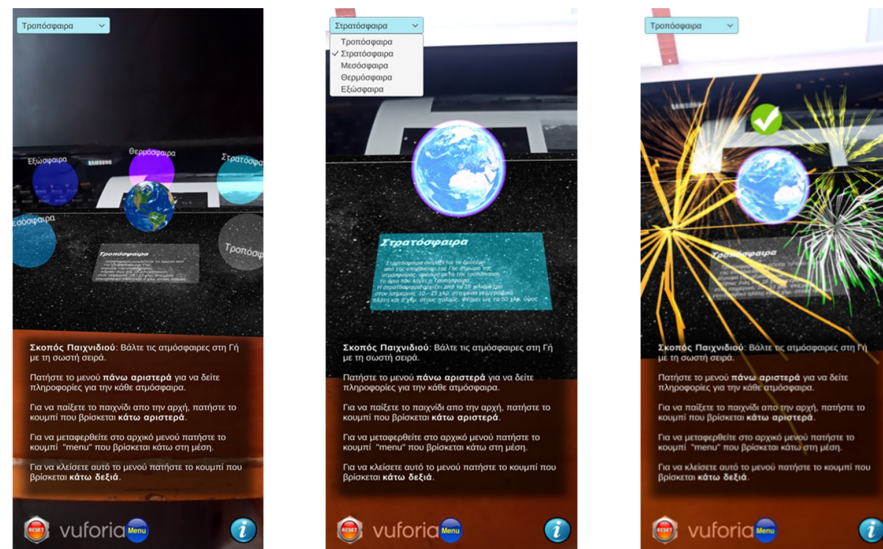 Τροπόσφαιρα
Εξώσφαιρα
Θερμόσφαιρα
SAMSUNG
Τροπόσφαιρα
Σκοπός Παιχνιδιού: Βάλτε τις ατμόσφαιρες στη Γή
με τη σωστή σειρά.
Πατήστε το μενού πάνω αριστερά για να δείτε
πληροφορίες για την κάθε ατμόσφαιρα.
Για να παίξετε το παιχνίδι απο την αρχή, πατήστε το
κουμπί που βρίσκεται κάτω αριστερά.
Για να μεταφερθείτε στο αρχικό μενού πατήστε το
κουμπί "menu" που βρίσκεται κάτω στη μέση.
Για να κλείσετε αυτό το μενού πατήστε το κουμπί που
βρίσκεται κάτω δεξιά.
RESET
vuforia
Menu
i
Στρατόσφαιρα
Τροπόσφαιρα
Στρατόσφαιρα
Μεσόσφαιρα
Θερμόσφαιρα
Εξώσφαιρα
Στρατόσφαιρα
Σκοπός Παιχνιδιού: Βάλτε τις ατμόσφαιρες στη Γή
με τη σωστή σειρά.
Πατήστε το μενού πάνω αριστερά για να δείτε
πληροφορίες για την κάθε ατμόσφαιρα.
Για να παίξετε το παιχνίδι απο την αρχή, πατήστε το
κουμπί που βρίσκεται κάτω αριστερά.
Για να μεταφερθείτε στο αρχικό μενού πατήστε το
κουμπί "menu" που βρίσκεται κάτω στη μέση.
Για να κλείσετε αυτό το μενού πατήστε το κουμπί που
βρίσκεται κάτω δεξιά.
RESET
vuforia
Menu
i
Τροπόσφαιρα
SAMSUNG
Τροπόσφαιρα
Σκοπός Παιχνιδιού: Βάλτε τις ατμόσφαιρες στη Γή
με τη σωστή σειρά.
Πατήστε το μενού πάνω αριστερά για να δείτε
πληροφορίες για την κάθε ατμόσφαιρα.
Για να παίξετε το παιχνίδι απο την αρχή, πατήστε το
κουμπί που βρίσκεται κάτω αριστερά.
Για να μεταφερθείτε στο αρχικό μενού πατήστε το
κουμπί "menu" που βρίσκεται κάτω στη μέση.
Για να κλείσετε αυτό το μενού πατήστε το κουμπί που
βρίσκεται κάτω δεξιά.
RESET
vuforia
Menu
i